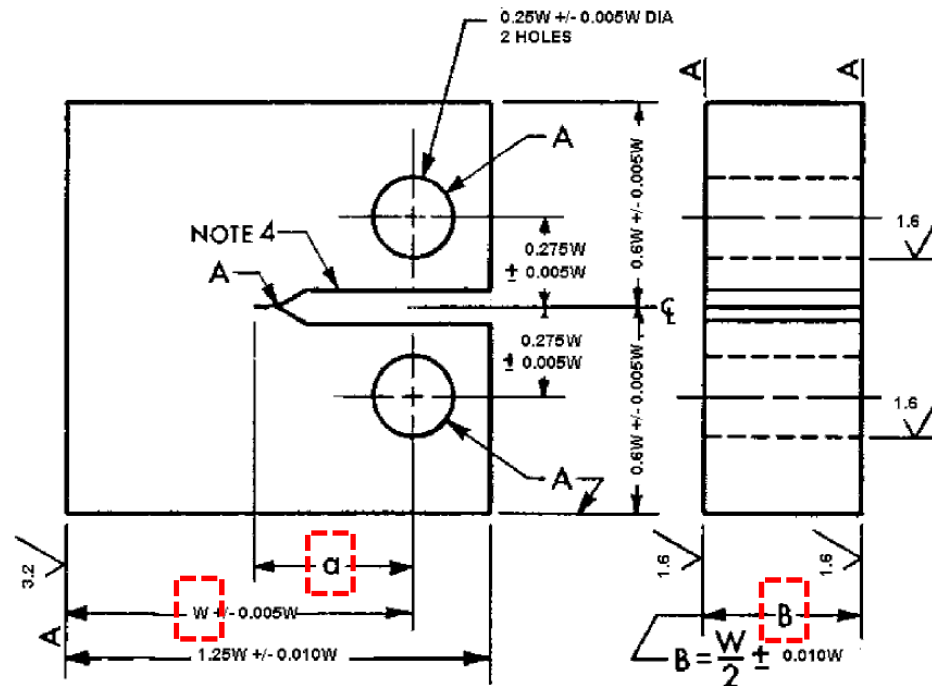 0.25W +/- 0.005W DIA
2 HOLES
A
A
A
0.6W +/- 0.005W
NOTE 4
A
0.275W
± 0.005W
1.6
℄
0.275W
± 0.005W
0.6W +/- 0.005W
1.6
A
3.2
a
1.6
1.6
W +/- 0.005W
B
A
1.25W +/- 0.010W
B = W/2 ± 0.010W